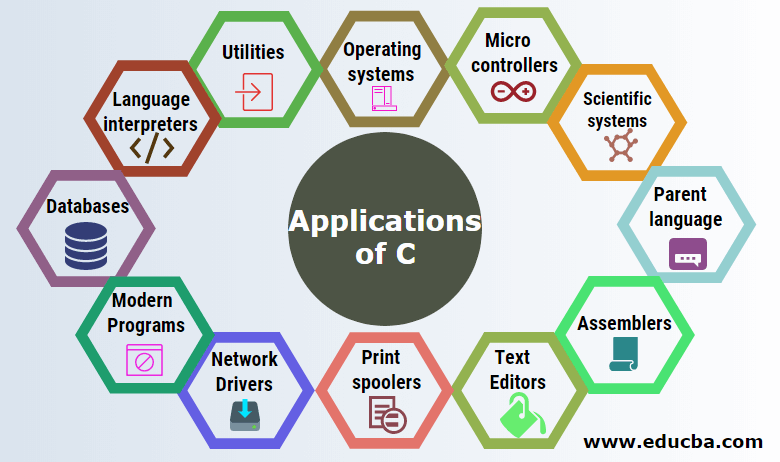 Applications
of C
Utilities
Operating
systems
Micro
controllers
Scientific
systems
Parent
language
Assemblers
Text
Editors
Print
spoolers
Network
Drivers
Modern
Programs
Databases
Language
interpreters
www.educba.com